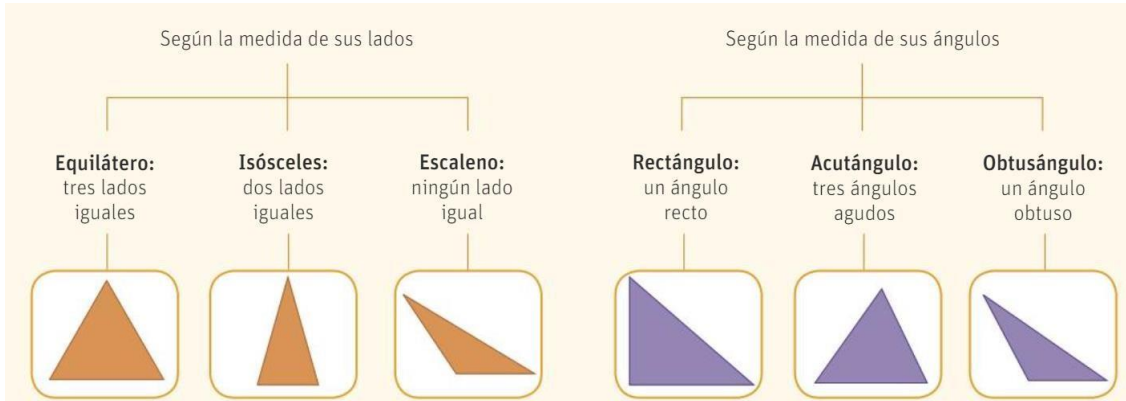 Según la medida de sus lados
Equilátero:
tres lados
iguales
Isósceles:
dos lados
iguales
Escaleno:
ningún lado
igual
Según la medida de sus ángulos
Rectángulo:
un ángulo
recto
Acutángulo:
tres ángulos
agudos
Obtusángulo:
un ángulo
obtuso